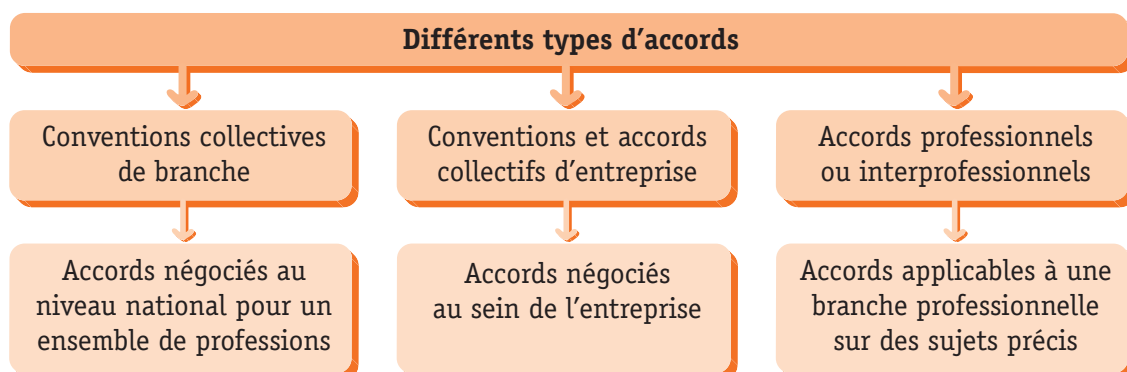 Différents types d’accords
Conventions collectives
de branche
Conventions et accords
collectifs d’entreprise
Accords professionnels
ou interprofessionnels
Accords négociés au
niveau national pour un
ensemble de professions
Accords négociés
au sein de l’entreprise
Accords applicables à une
branche professionnelle
sur des sujets précis